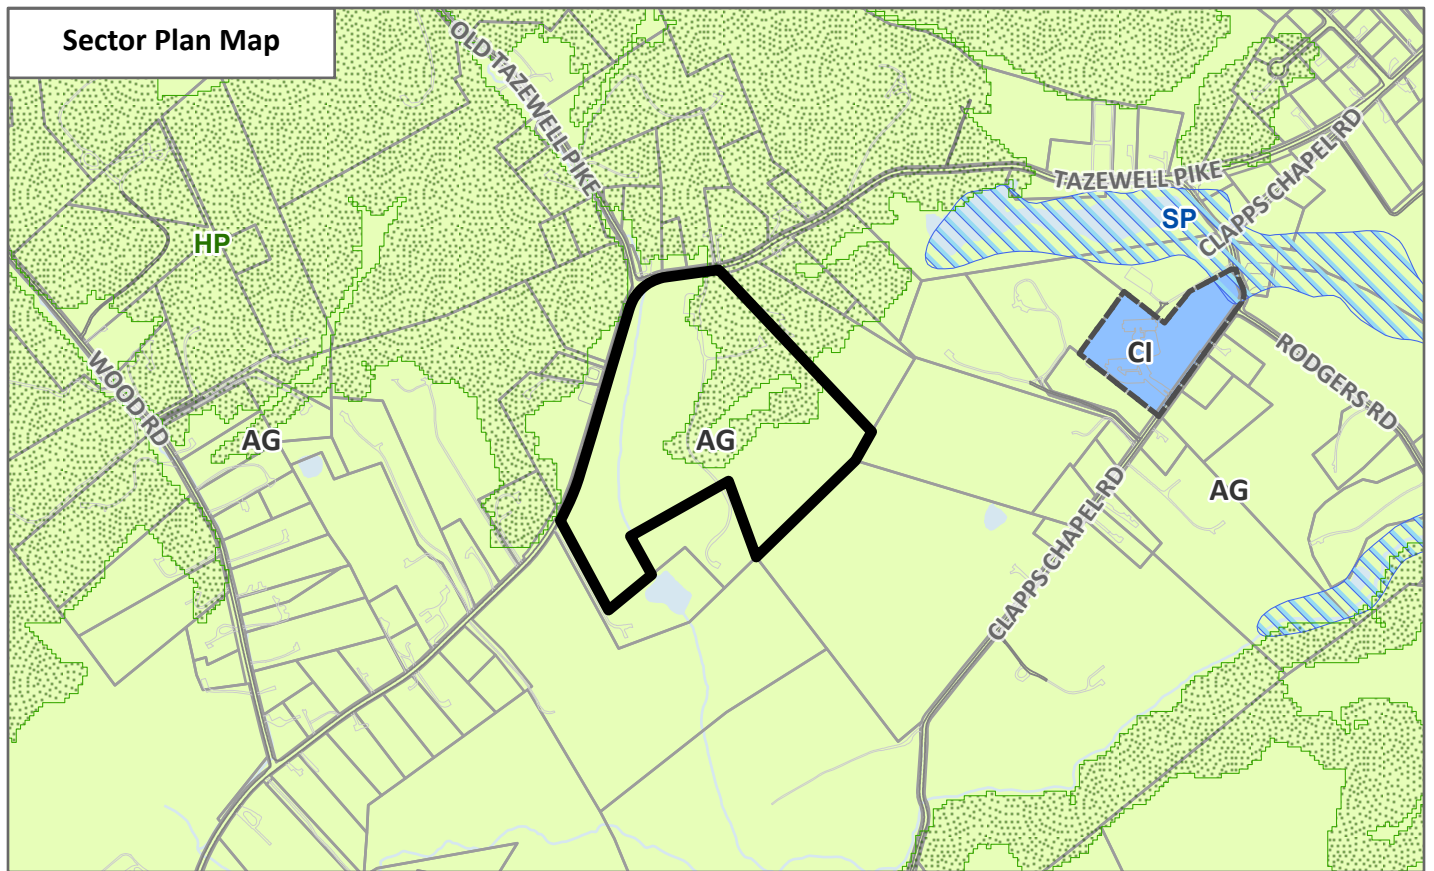 Sector Plan Map
OLD TAZEWELL PIKE
CLAPPS CHAPEL RD
TAZEWELL PIKE
SP
HP
CI
RODGERS RD
WOOD RD
AG
AG
AG
CLAPPS CHAPEL RD